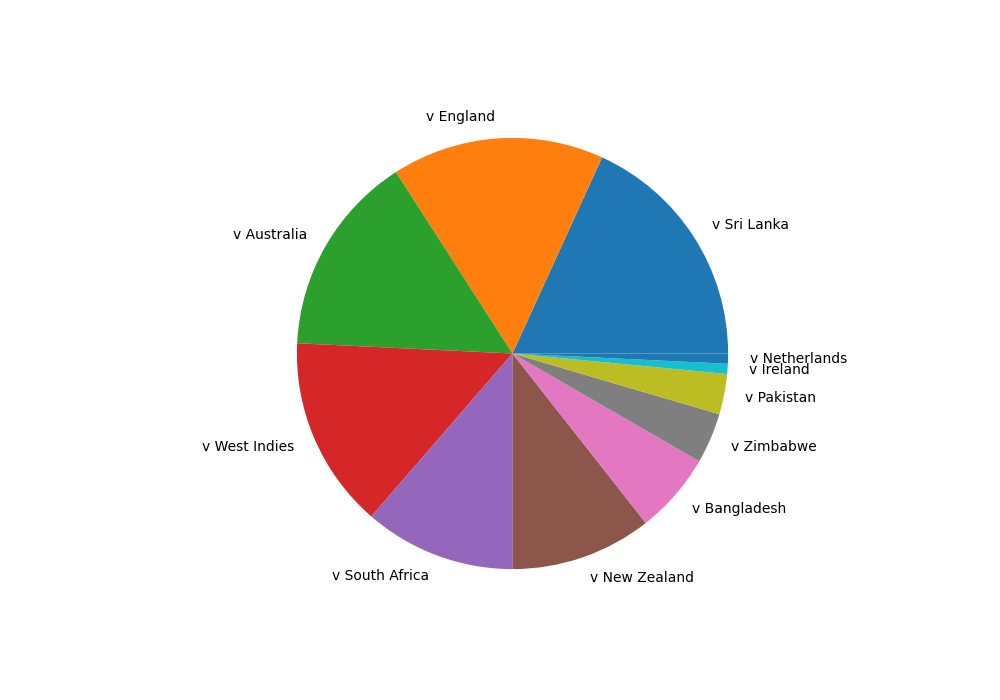 v England
v Sri Lanka
v Australia
v Netherlands
v Ireland
v Pakistan
v West Indies
v Zimbabwe
v Bangladesh
v South Africa
v New Zealand